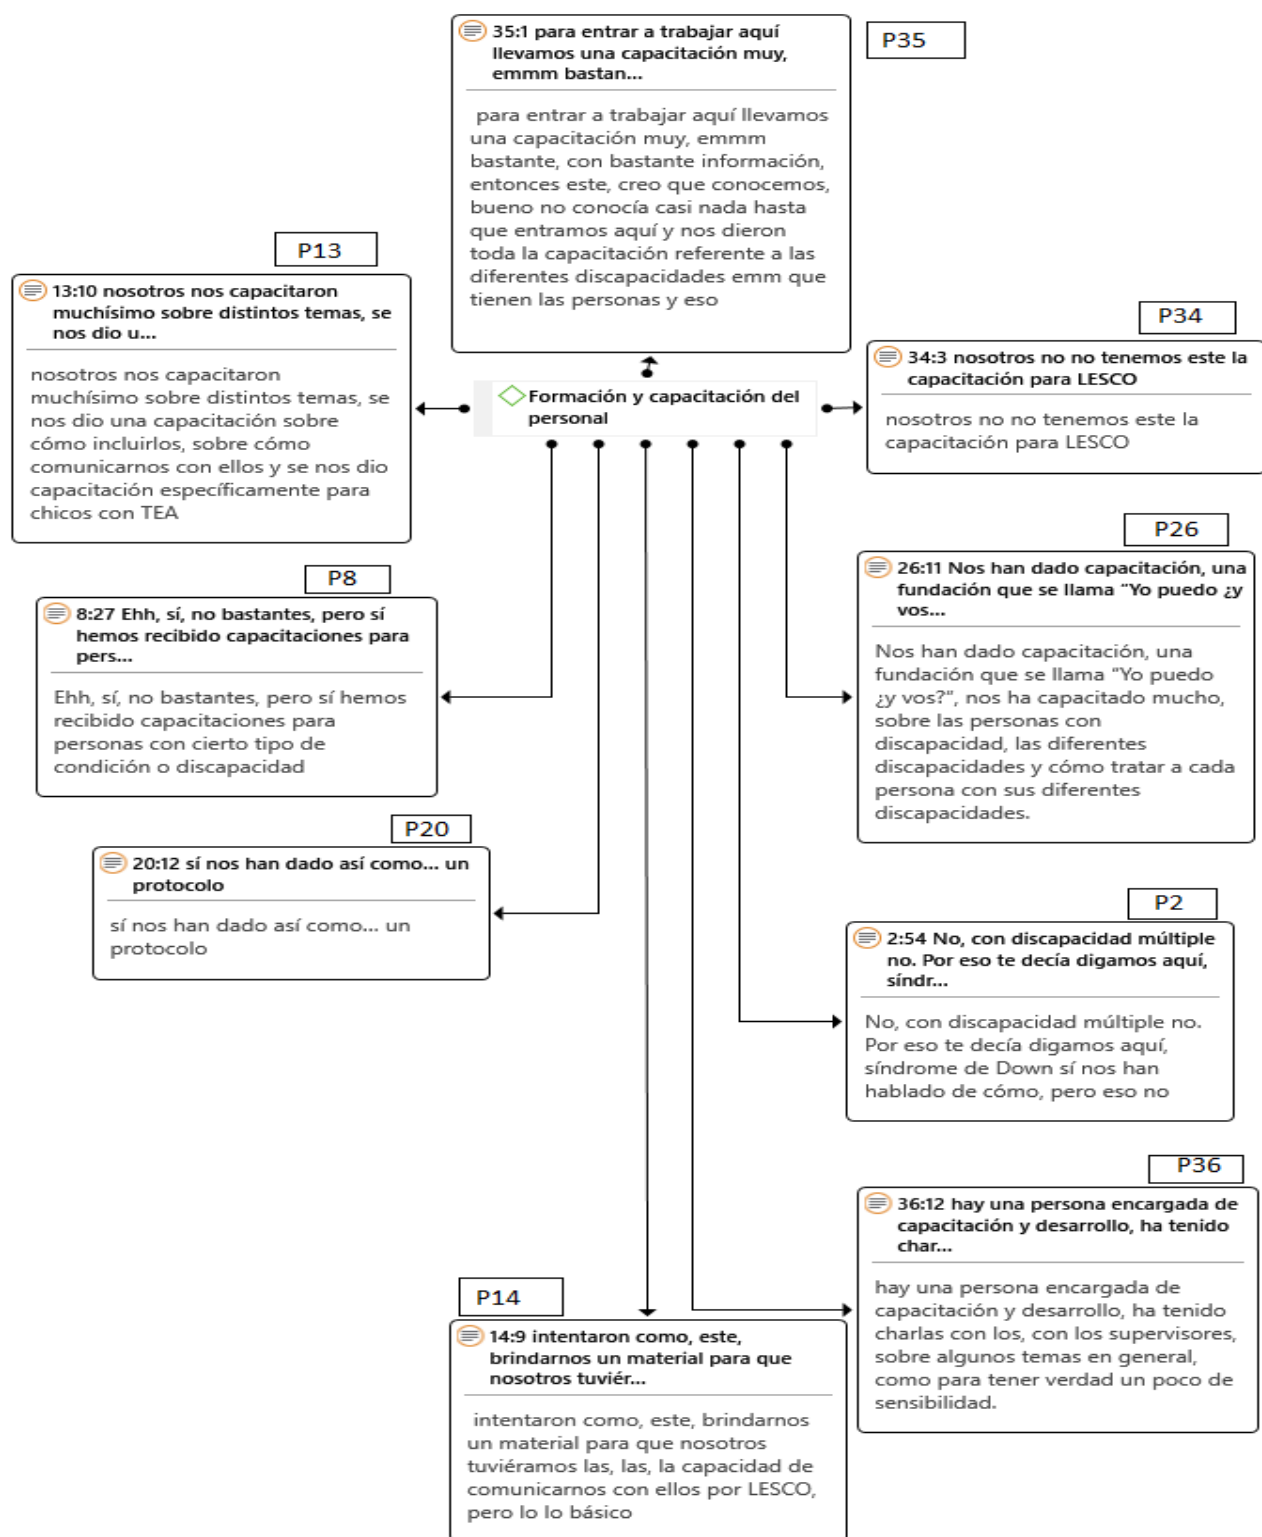 P35
35:1 para entrar a trabajar aquí
llevamos una capacitación muy,
emmm bastan...
para entrar a trabajar aquí llevamos
una capacitación muy, emmm
bastante, con bastante información,
entonces este, creo que conocemos,
bueno no conocía casi nada hasta
que entramos aquí y nos dieron
toda la capacitación referente a las
diferentes discapacidades emm que
tienen las personas y eso
P13
13:10 nosotros nos capacitaron
muchísimo sobre distintos temas, se
nos dio u...
nosotros nos capacitaron
muchísimo sobre distintos temas, se
nos dio una capacitación sobre
cómo incluirlos, sobre cómo
comunicarnos con ellos y se nos dio
capacitación específicamente para
chicos con TEA
P34
34:3 nosotros no no tenemos este la
capacitación para LESCO
nosotros no no tenemos este la
capacitación para LESCO
Formación y capacitación del
personal
P26
26:11 Nos han dado capacitación, una
fundación que se llama “Yo puedo ¿y
vos...
Nos han dado capacitación, una
fundación que se llama “Yo puedo
¿y vos?”, nos ha capacitado mucho,
sobre las personas con
discapacidad, las diferentes
discapacidades y cómo tratar a cada
persona con sus diferentes
discapacidades.
P8
8:27 Ehh, sí, no bastantes, pero sí
hemos recibido capacitaciones para
pers...
Ehh, sí, no bastantes, pero sí hemos
recibido capacitaciones para
personas con cierto tipo de
condición o discapacidad
P20
20:12 sí nos han dado así como... un
protocolo
sí nos han dado así como... un
protocolo
P2
2:54 No, con discapacidad múltiple
no. Por eso te decía digamos aquí,
síndr...
No, con discapacidad múltiple no.
Por eso te decía digamos aquí,
síndrome de Down sí nos han
hablado de cómo, pero eso no
P36
36:12 hay una persona encargada de
capacitación y desarrollo, ha tenido
char...
hay una persona encargada de
capacitación y desarrollo, ha tenido
charlas con los, con los supervisores,
sobre algunos temas en general,
como para tener verdad un poco de
sensibilidad.
P14
14:9 intentaron como, este,
brindarnos un material para que
nosotros tuviér...
intentaron como, este, brindarnos
un material para que nosotros
tuviéramos las, las, la capacidad de
comunicarnos con ellos por LESCO,
pero lo lo básico